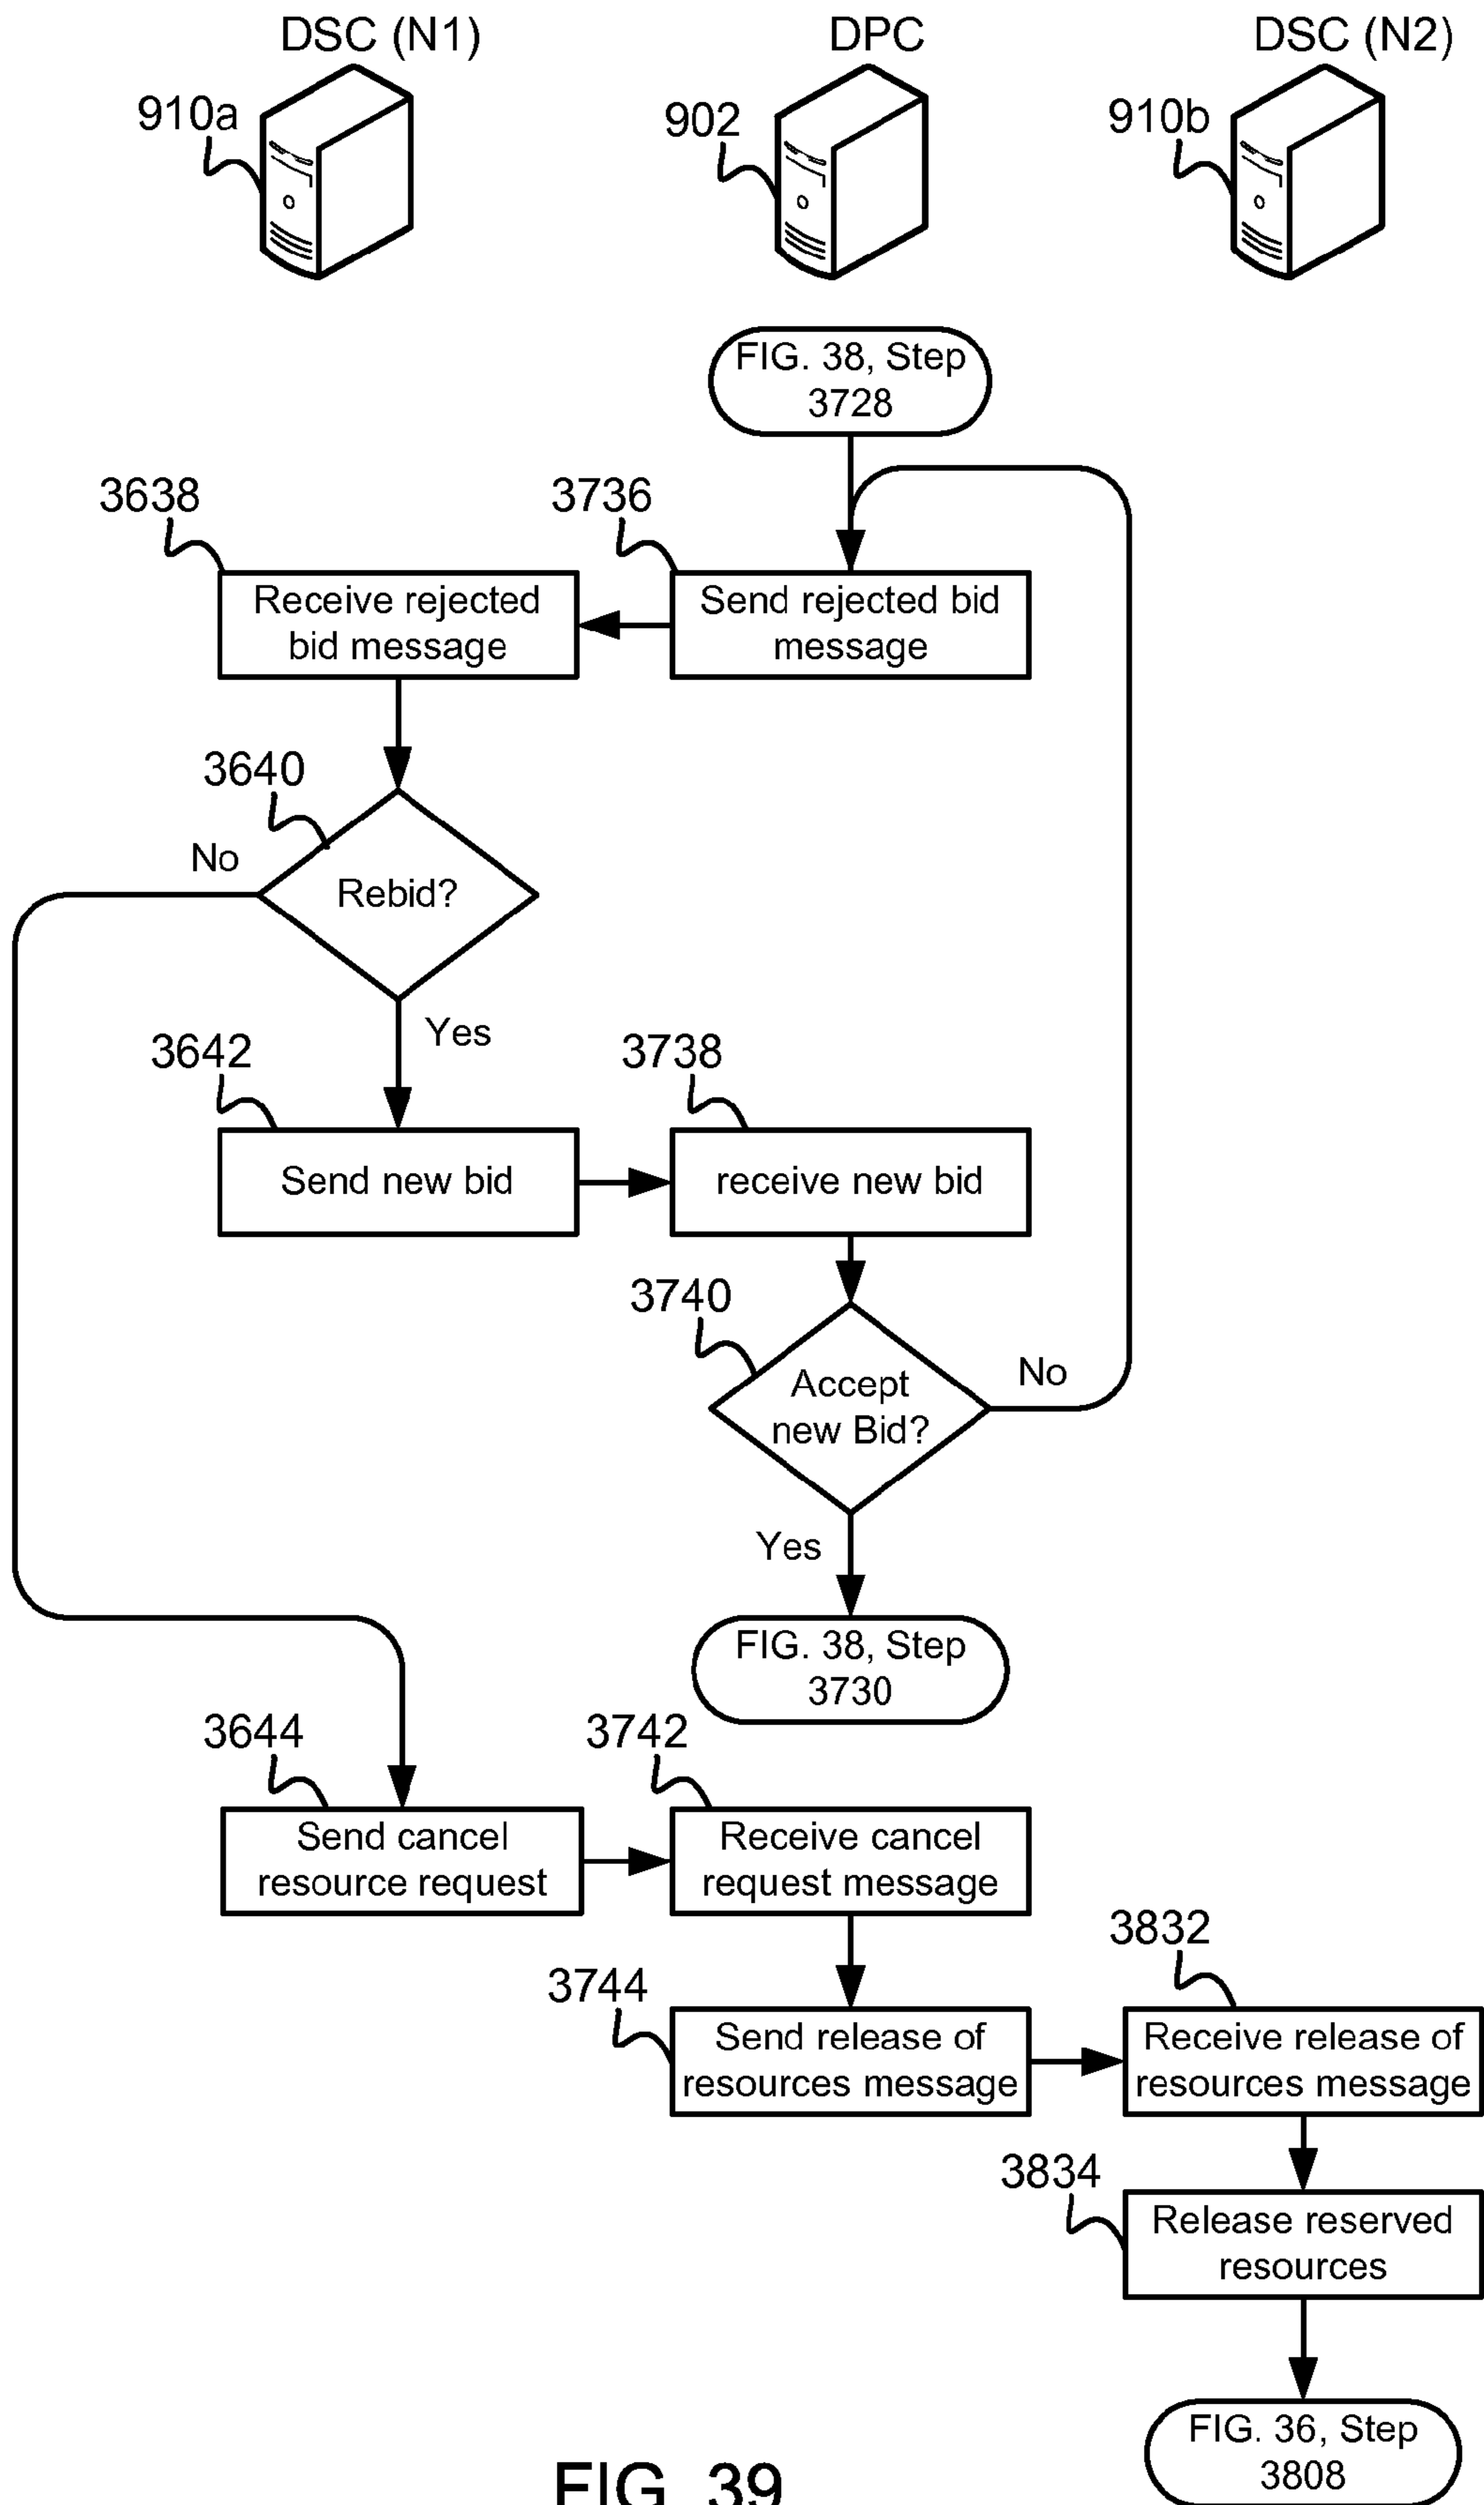 DSC (N1)
DPC
DSC (N2)
910a
902
910b
FIG. 38, Step
3728
3638
3736
Receive rejected
bid message
Send rejected bid
message
3640
No
Rebid?
Yes
3642
3738
Send new bid
receive new bid
3740
Accept
new Bid?
No
Yes
FIG. 38, Step
3730
3644
3742
Send cancel
resource request
Receive cancel
request message
3832
3744
Send release of
resources message
Receive release of
resources message
3834
Release reserved
resources
FIG. 36, Step
3808
FIG. 39